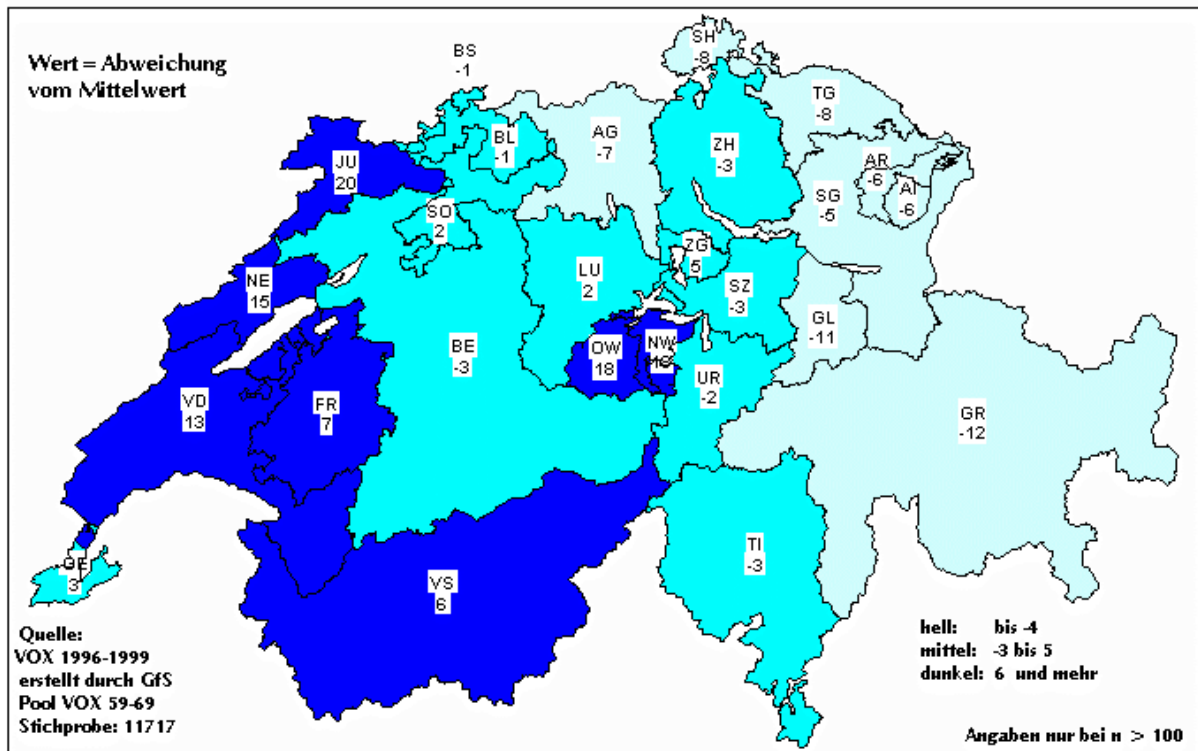 Wert = Abweichung
vom Mittelwert
BS
-1
SH
-8
TG
-8
BL
-1
AG
-7
ZH
-3
AR
-6
AI
-6
JU
20
SG
-5
SO
2
ZG
5
NE
15
LU
2
SZ
-3
GL
-11
BE
-3
OW
18
NW
UR
-2
VD
13
FR
7
GR
-12
TI
-3
GE
3
VS
6
Quelle:
VOX 1996-1999
erstellt durch GfS
Pool VOX 59-69
Stichprobe: 11717
hell: bis -4
mittel: -3 bis 5
dunkel: 6 und mehr
Angaben nur bei n > 100